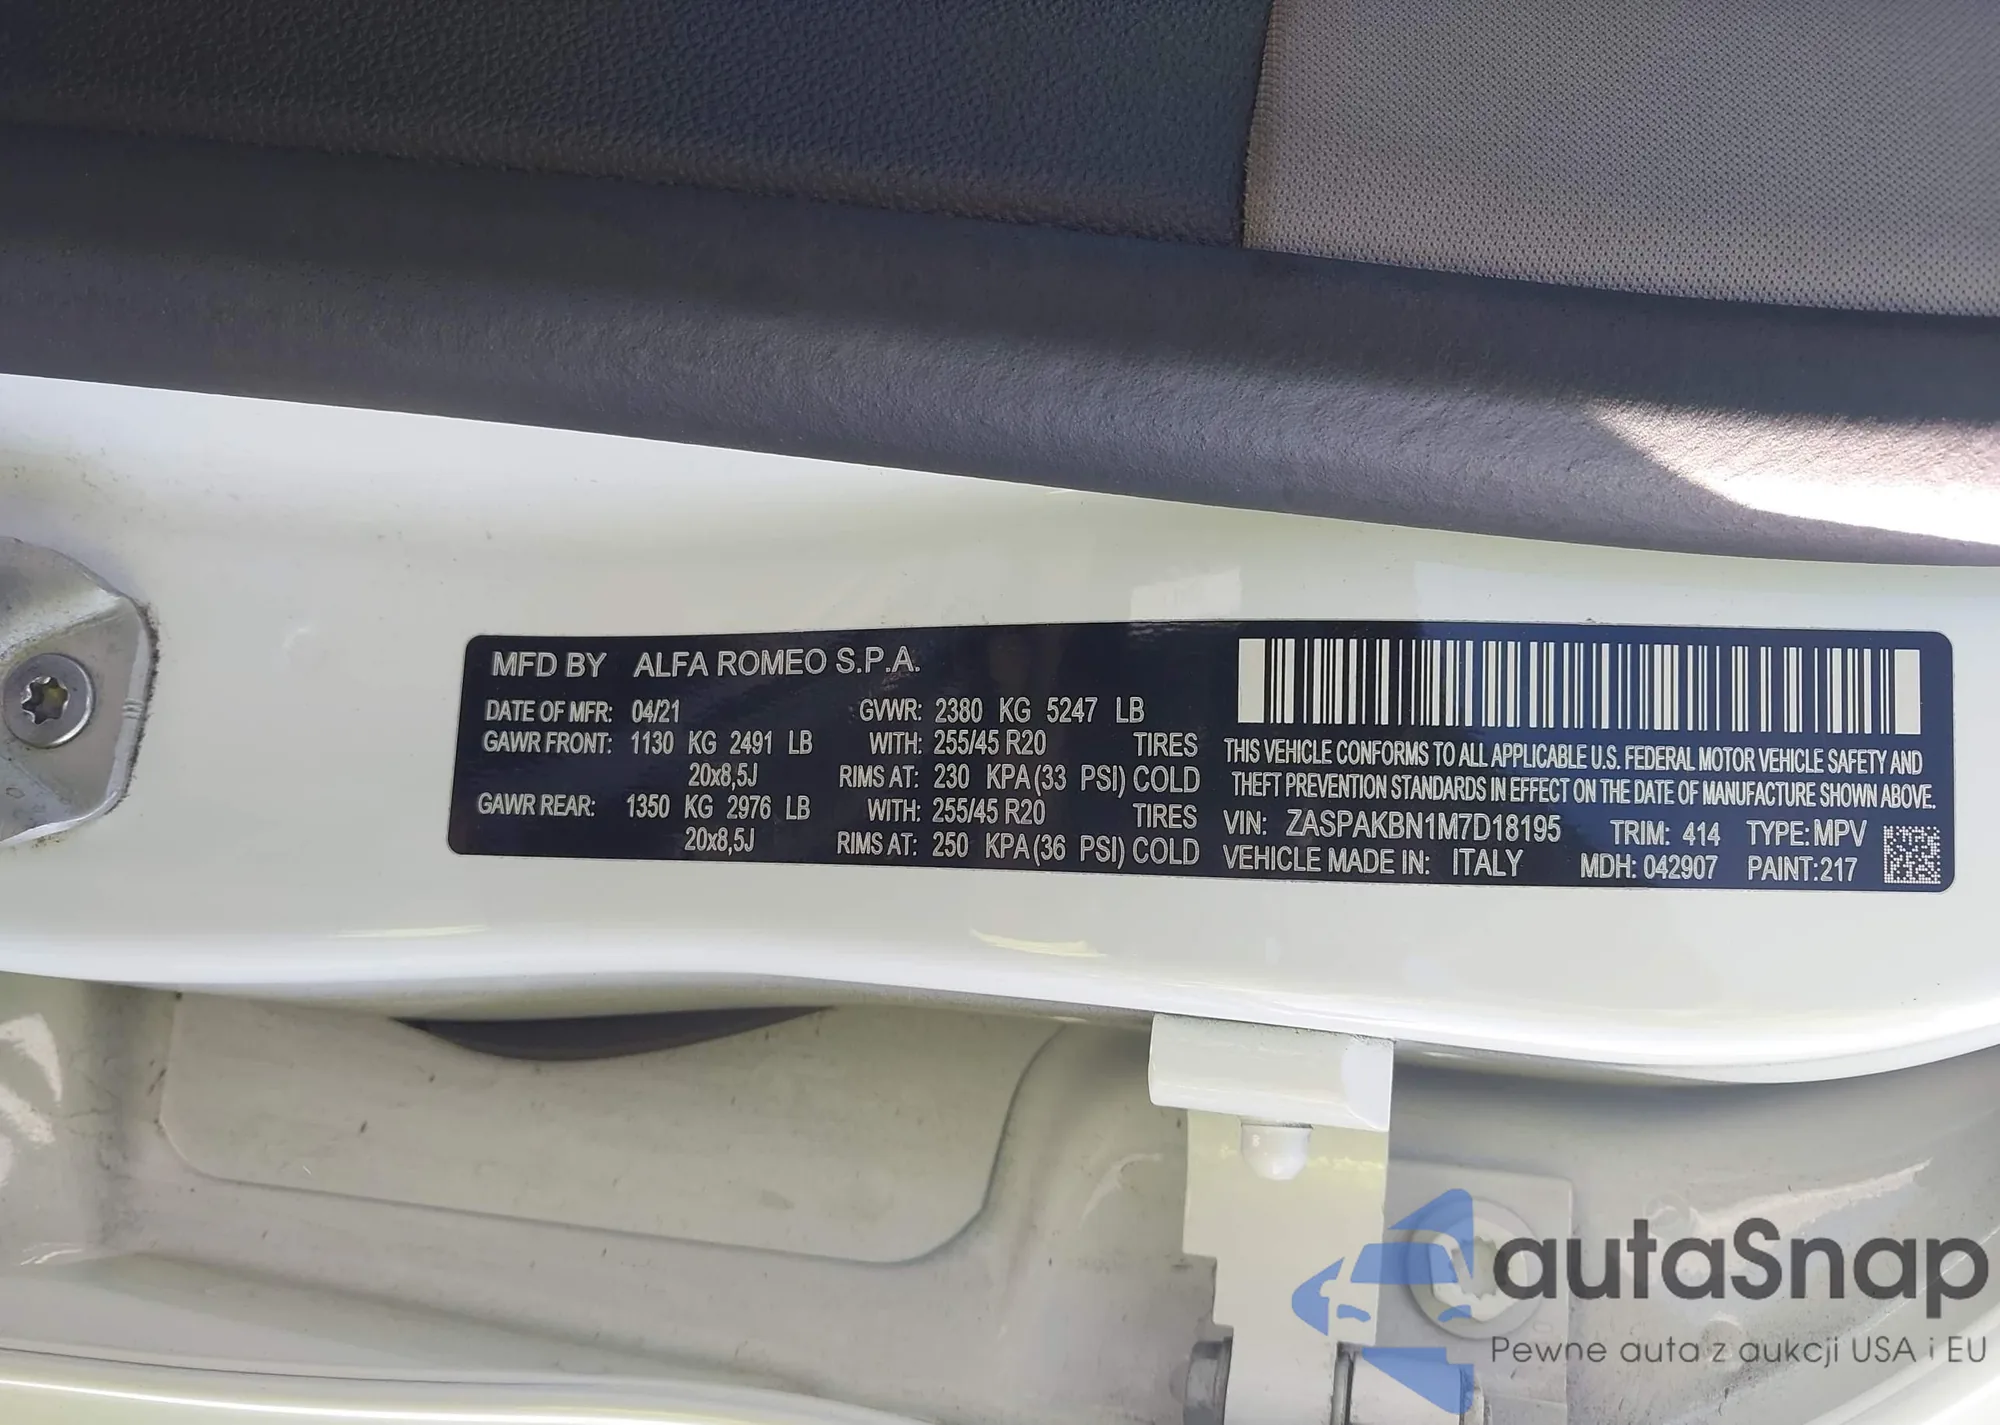 MFD BY ALFA ROMEO S.P.A.
DATE OF MFR: 04/21 GVWR: 2380 KG 5247 LB
GAWR FRONT: 1130 KG 2491 LB WITH: 255/45 R20 TIRES
20x8,5J RIMS AT: 230 KPA(33 PSI) COLD
GAWR REAR: 1350 KG 2976 LB WITH: 255/45 R20 TIRES
20x8,5J RIMS AT: 250 KPA(36 PSI) COLD
THIS VEHICLE CONFORMS TO ALL APPLICABLE U.S. FEDERAL MOTOR VEHICLE SAFETY AND
THEFT PREVENTION STANDARDS IN EFFECT ON THE DATE OF MANUFACTURE SHOWN ABOVE.
VIN: ZASPAKBN1M7D18195 TRIM: 414 TYPE: MPV
VEHICLE MADE IN: ITALY MDH: 042907 PAINT: 217
autaSnap
Pewne auta z aukcji USA i EU